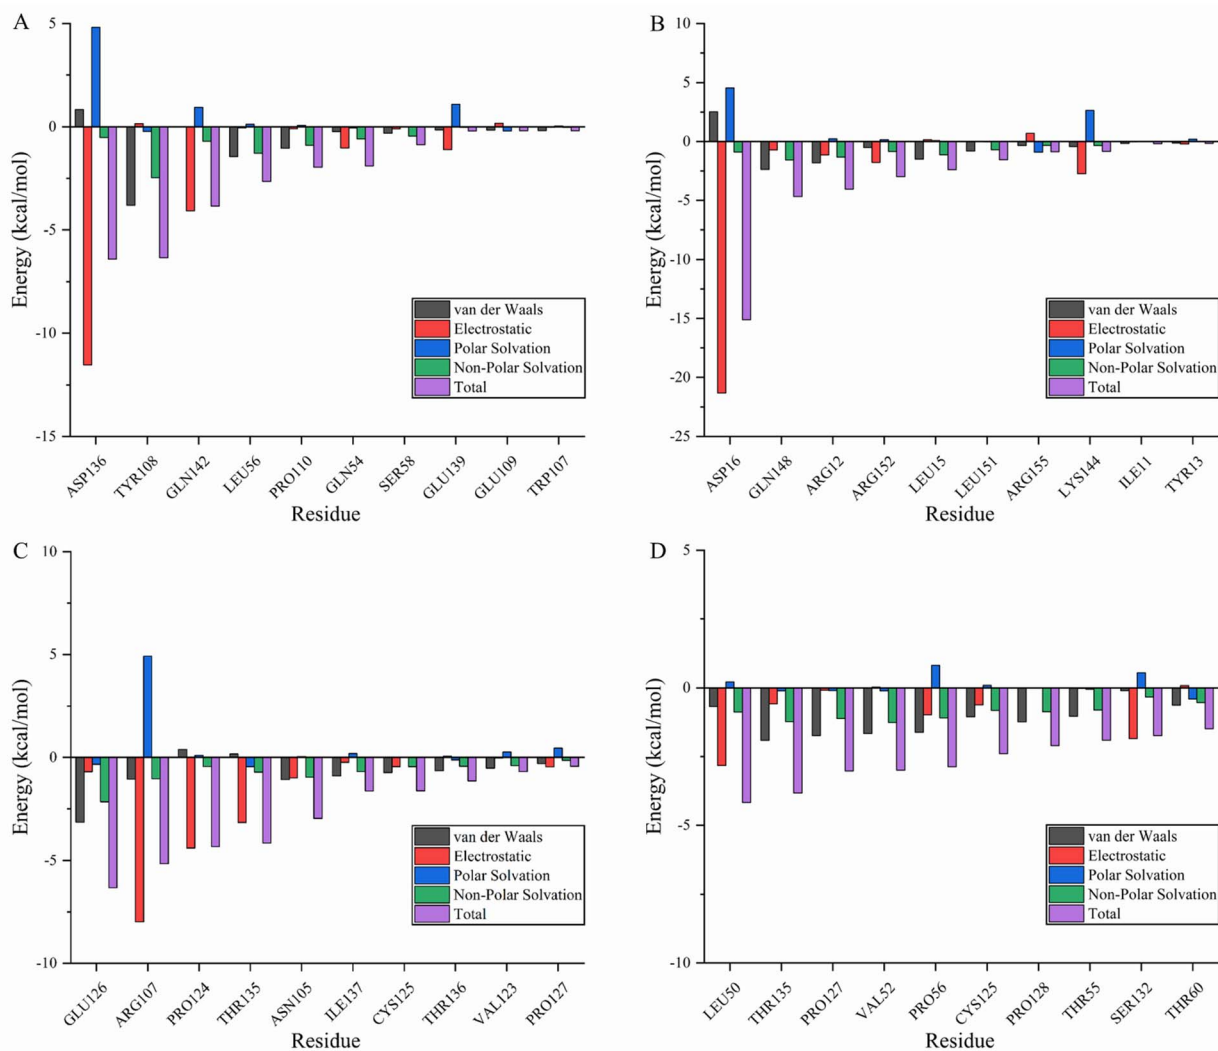 A
Energy (kcal/mol)
5
0
-5
-10
-15
van der Waals
Electrostatic
Polar Solvation
Non-Polar Solvation
Total
ASP136
TYR108
GLN142
LEU56
PRO110
GLN54
SER58
GLU139
GLU109
TRP107
Residue
B
Energy (kcal/mol)
10
5
0
-5
-10
-15
-20
-25
van der Waals
Electrostatic
Polar Solvation
Non-Polar Solvation
Total
ASP16
GLN148
ARG12
ARG152
LEU15
LEU151
ARG155
LYS144
ILE11
TYR13
Residue
C
Energy (kcal/mol)
10
5
0
-5
-10
van der Waals
Electrostatic
Polar Solvation
Non-Polar Solvation
Total
GLU126
ARG107
PRO124
THR135
ASN105
ILE137
CYS125
THR136
VAL123
PRO127
Residue
D
Energy (kcal/mol)
5
0
-5
-10
van der Waals
Electrostatic
Polar Solvation
Non-Polar Solvation
Total
LEU50
THR135
PRO127
VAL52
PRO56
CYS125
PRO128
THR55
SER132
THR60
Residue